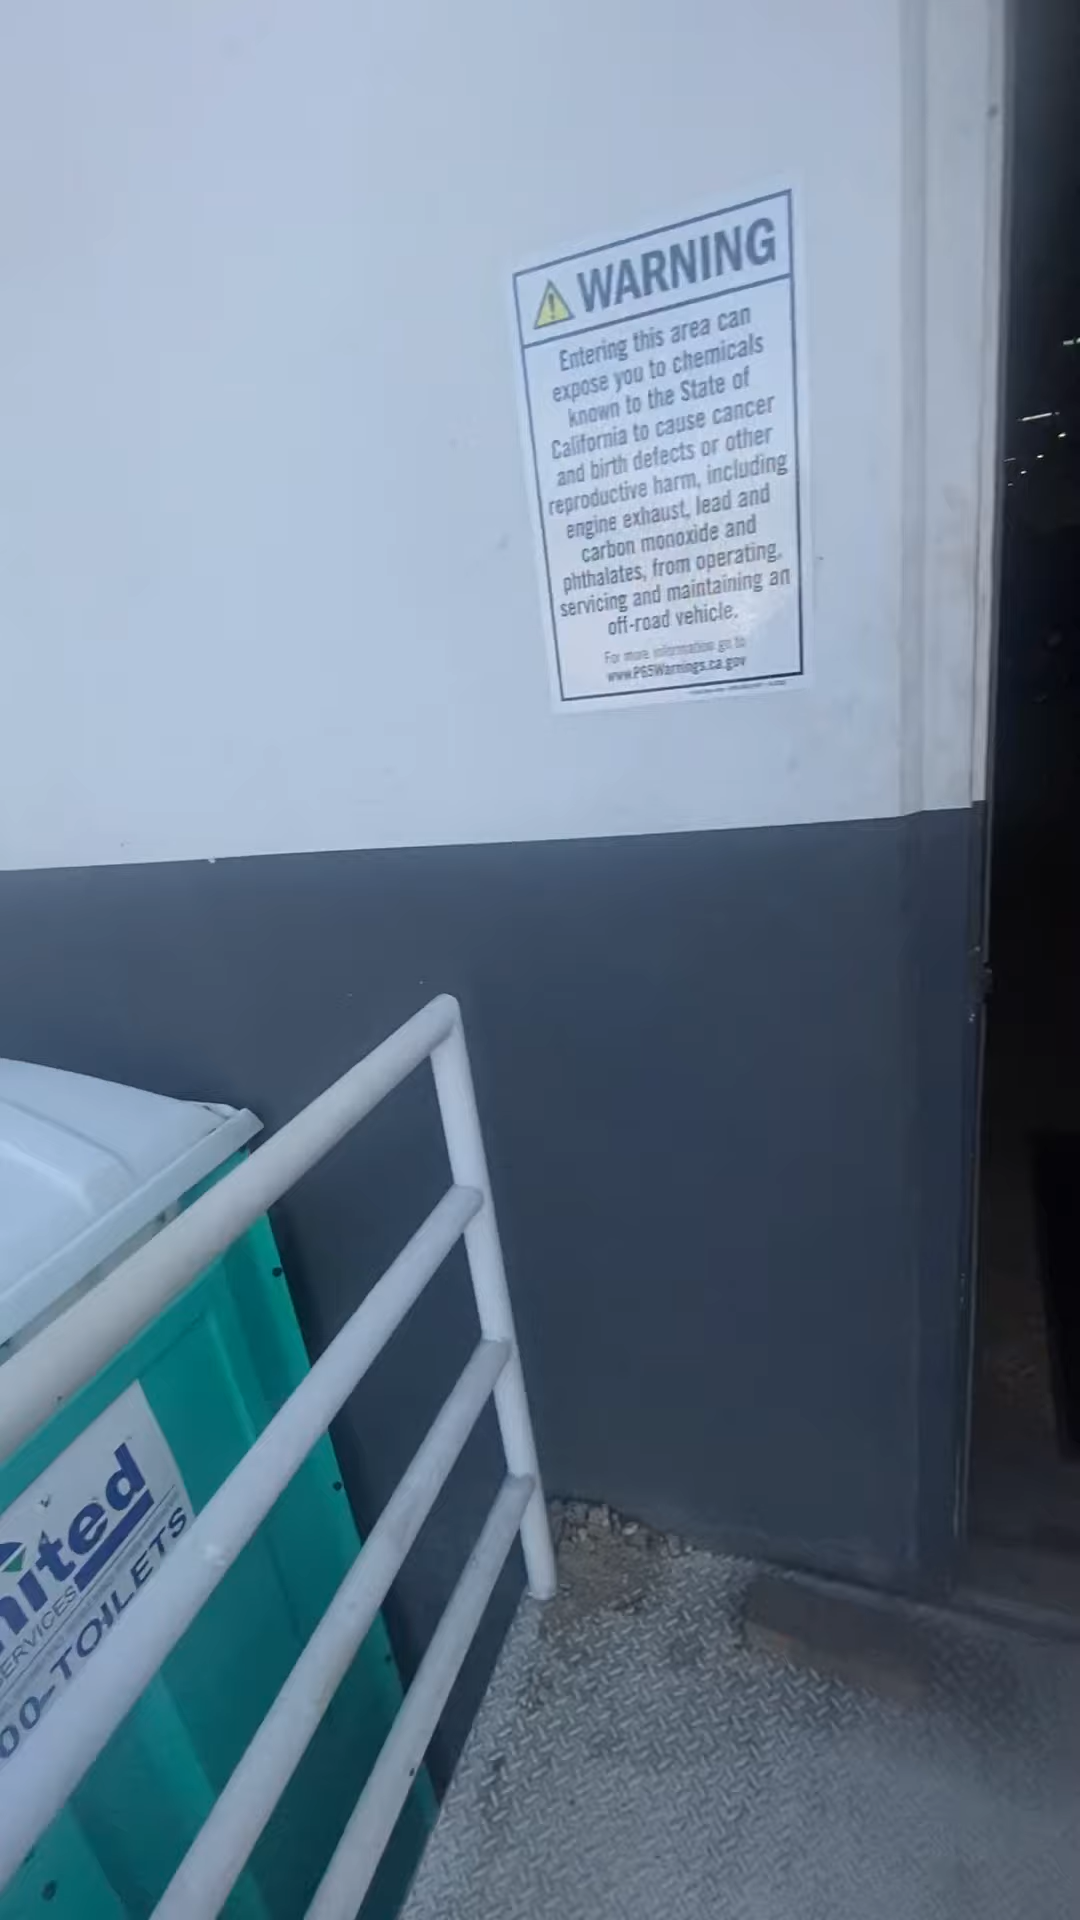 WARNING
Entering this area can
expose you to chemicals
known to the State of
California to cause cancer
and birth defects or other
reproductive harm, including
engine exhaust, lead and
carbon monoxide and
phthalates, from operating,
servicing and maintaining an
off-road vehicle.
For more information go to
www.P65Warnings.ca.gov
nited
SERVICES
00-TOILETS